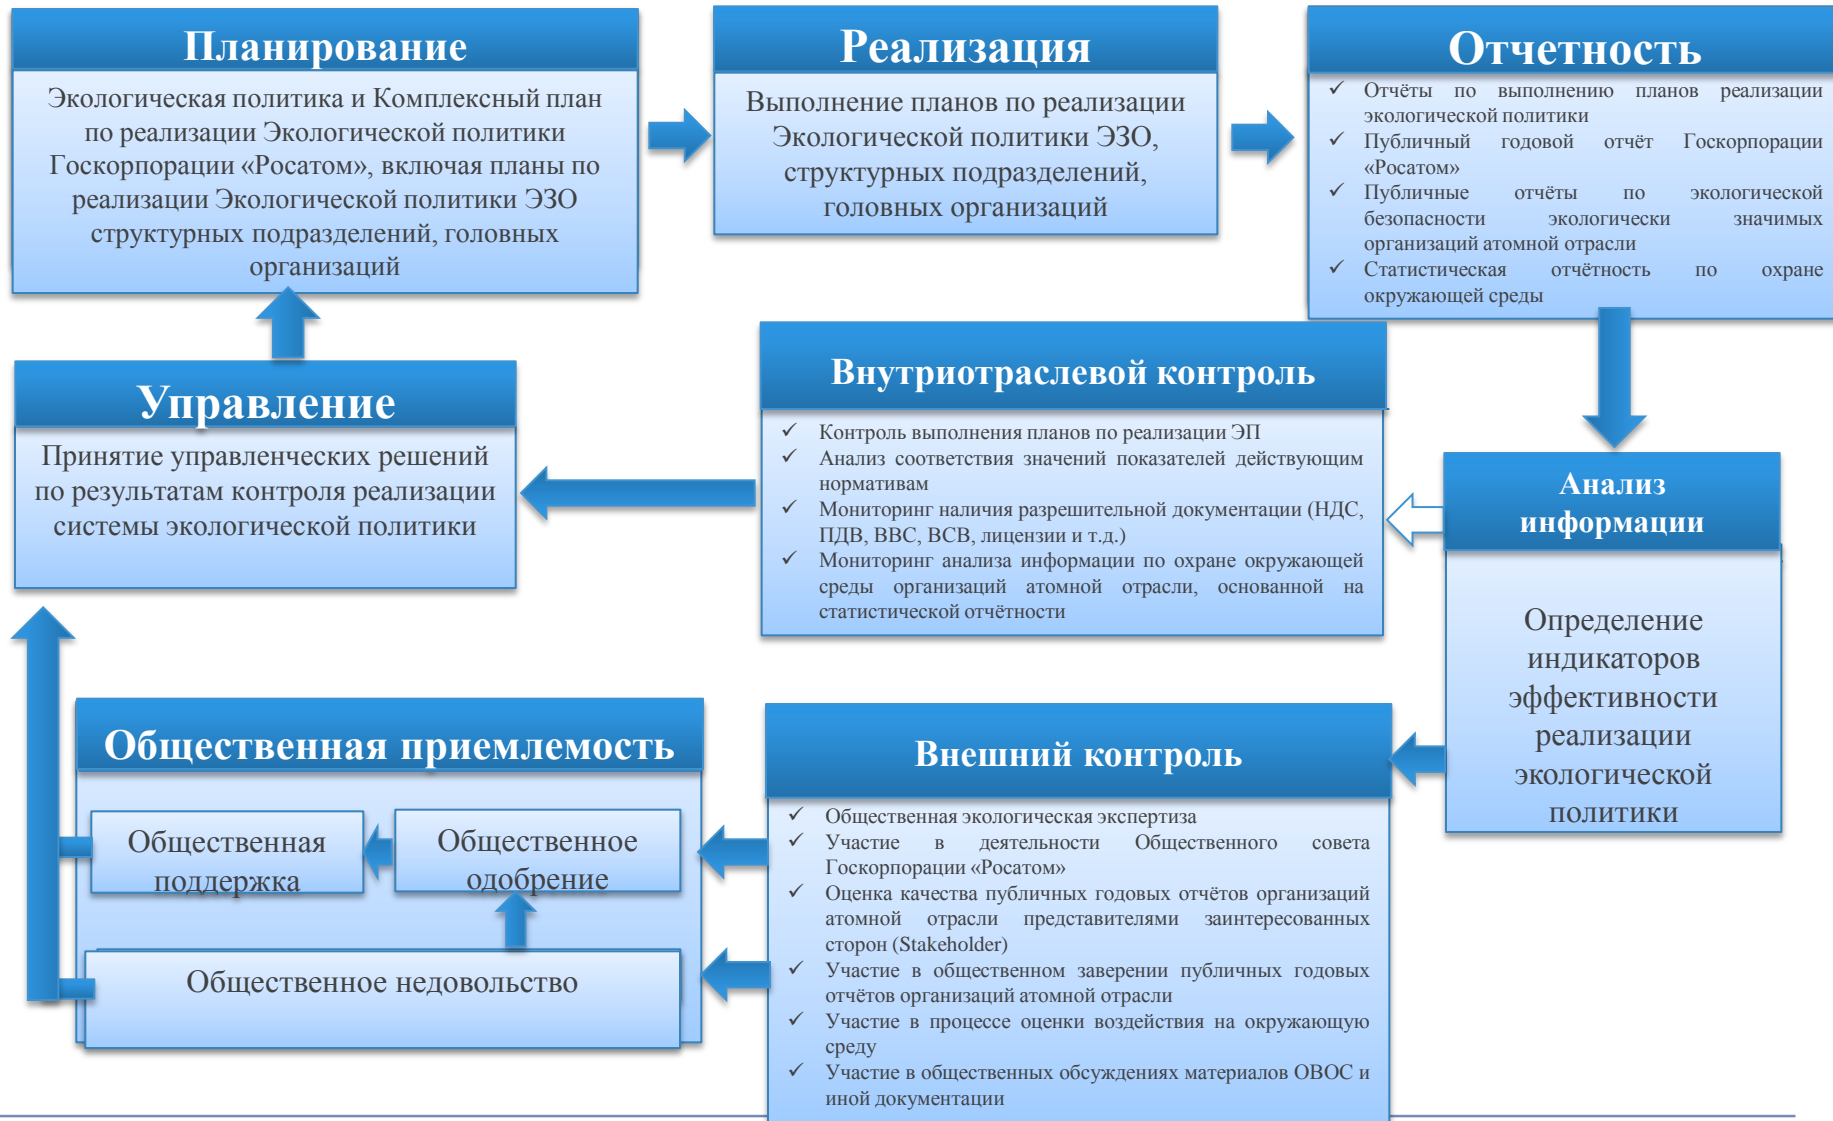 Планирование
Экологическая политика и Комплексный план
по реализации Экологической политики
Госкорпорации «Росатом», включая планы по
реализации Экологической политики ЭЗО
структурных подразделений, головных
организаций
Реализация
Выполнение планов по реализации
Экологической политики ЭЗО,
структурных подразделений,
головных организаций
Отчетность
✓ Отчёты по выполнению планов реализации
экологической политики
✓ Публичный годовой отчёт Госкорпорации
«Росатом»
✓ Публичные отчёты по экологической
безопасности экологически значимых
организаций атомной отрасли
✓ Статистическая отчётность по охране
окружающей среды
Управление
Принятие управленческих решений
по результатам контроля реализации
системы экологической политики
Внутриотраслевой контроль
✓ Контроль выполнения планов по реализации ЭП
✓ Анализ соответствия значений показателей действующим
нормативам
✓ Мониторинг наличия разрешительной документации (НДС,
ПДВ, ВВС, ВСВ, лицензии и т.д.)
✓ Мониторинг анализа информации по охране окружающей
среды организаций атомной отрасли, основанной на
статистической отчётности
Анализ
информации
Определение
индикаторов
эффективности
реализации
экологической
политики
Общественная приемлемость
Общественная
поддержка
Общественное
одобрение
Общественное недовольство
Внешний контроль
✓ Общественная экологическая экспертиза
✓ Участие в деятельности Общественного совета
Госкорпорации «Росатом»
✓ Оценка качества публичных годовых отчётов организаций
атомной отрасли представителями заинтересованных
сторон (Stakeholder)
✓ Участие в общественном заверении публичных годовых
отчётов организаций атомной отрасли
✓ Участие в процессе оценки воздействия на окружающую
среду
✓ Участие в общественных обсуждениях материалов ОВОС и
иной документации